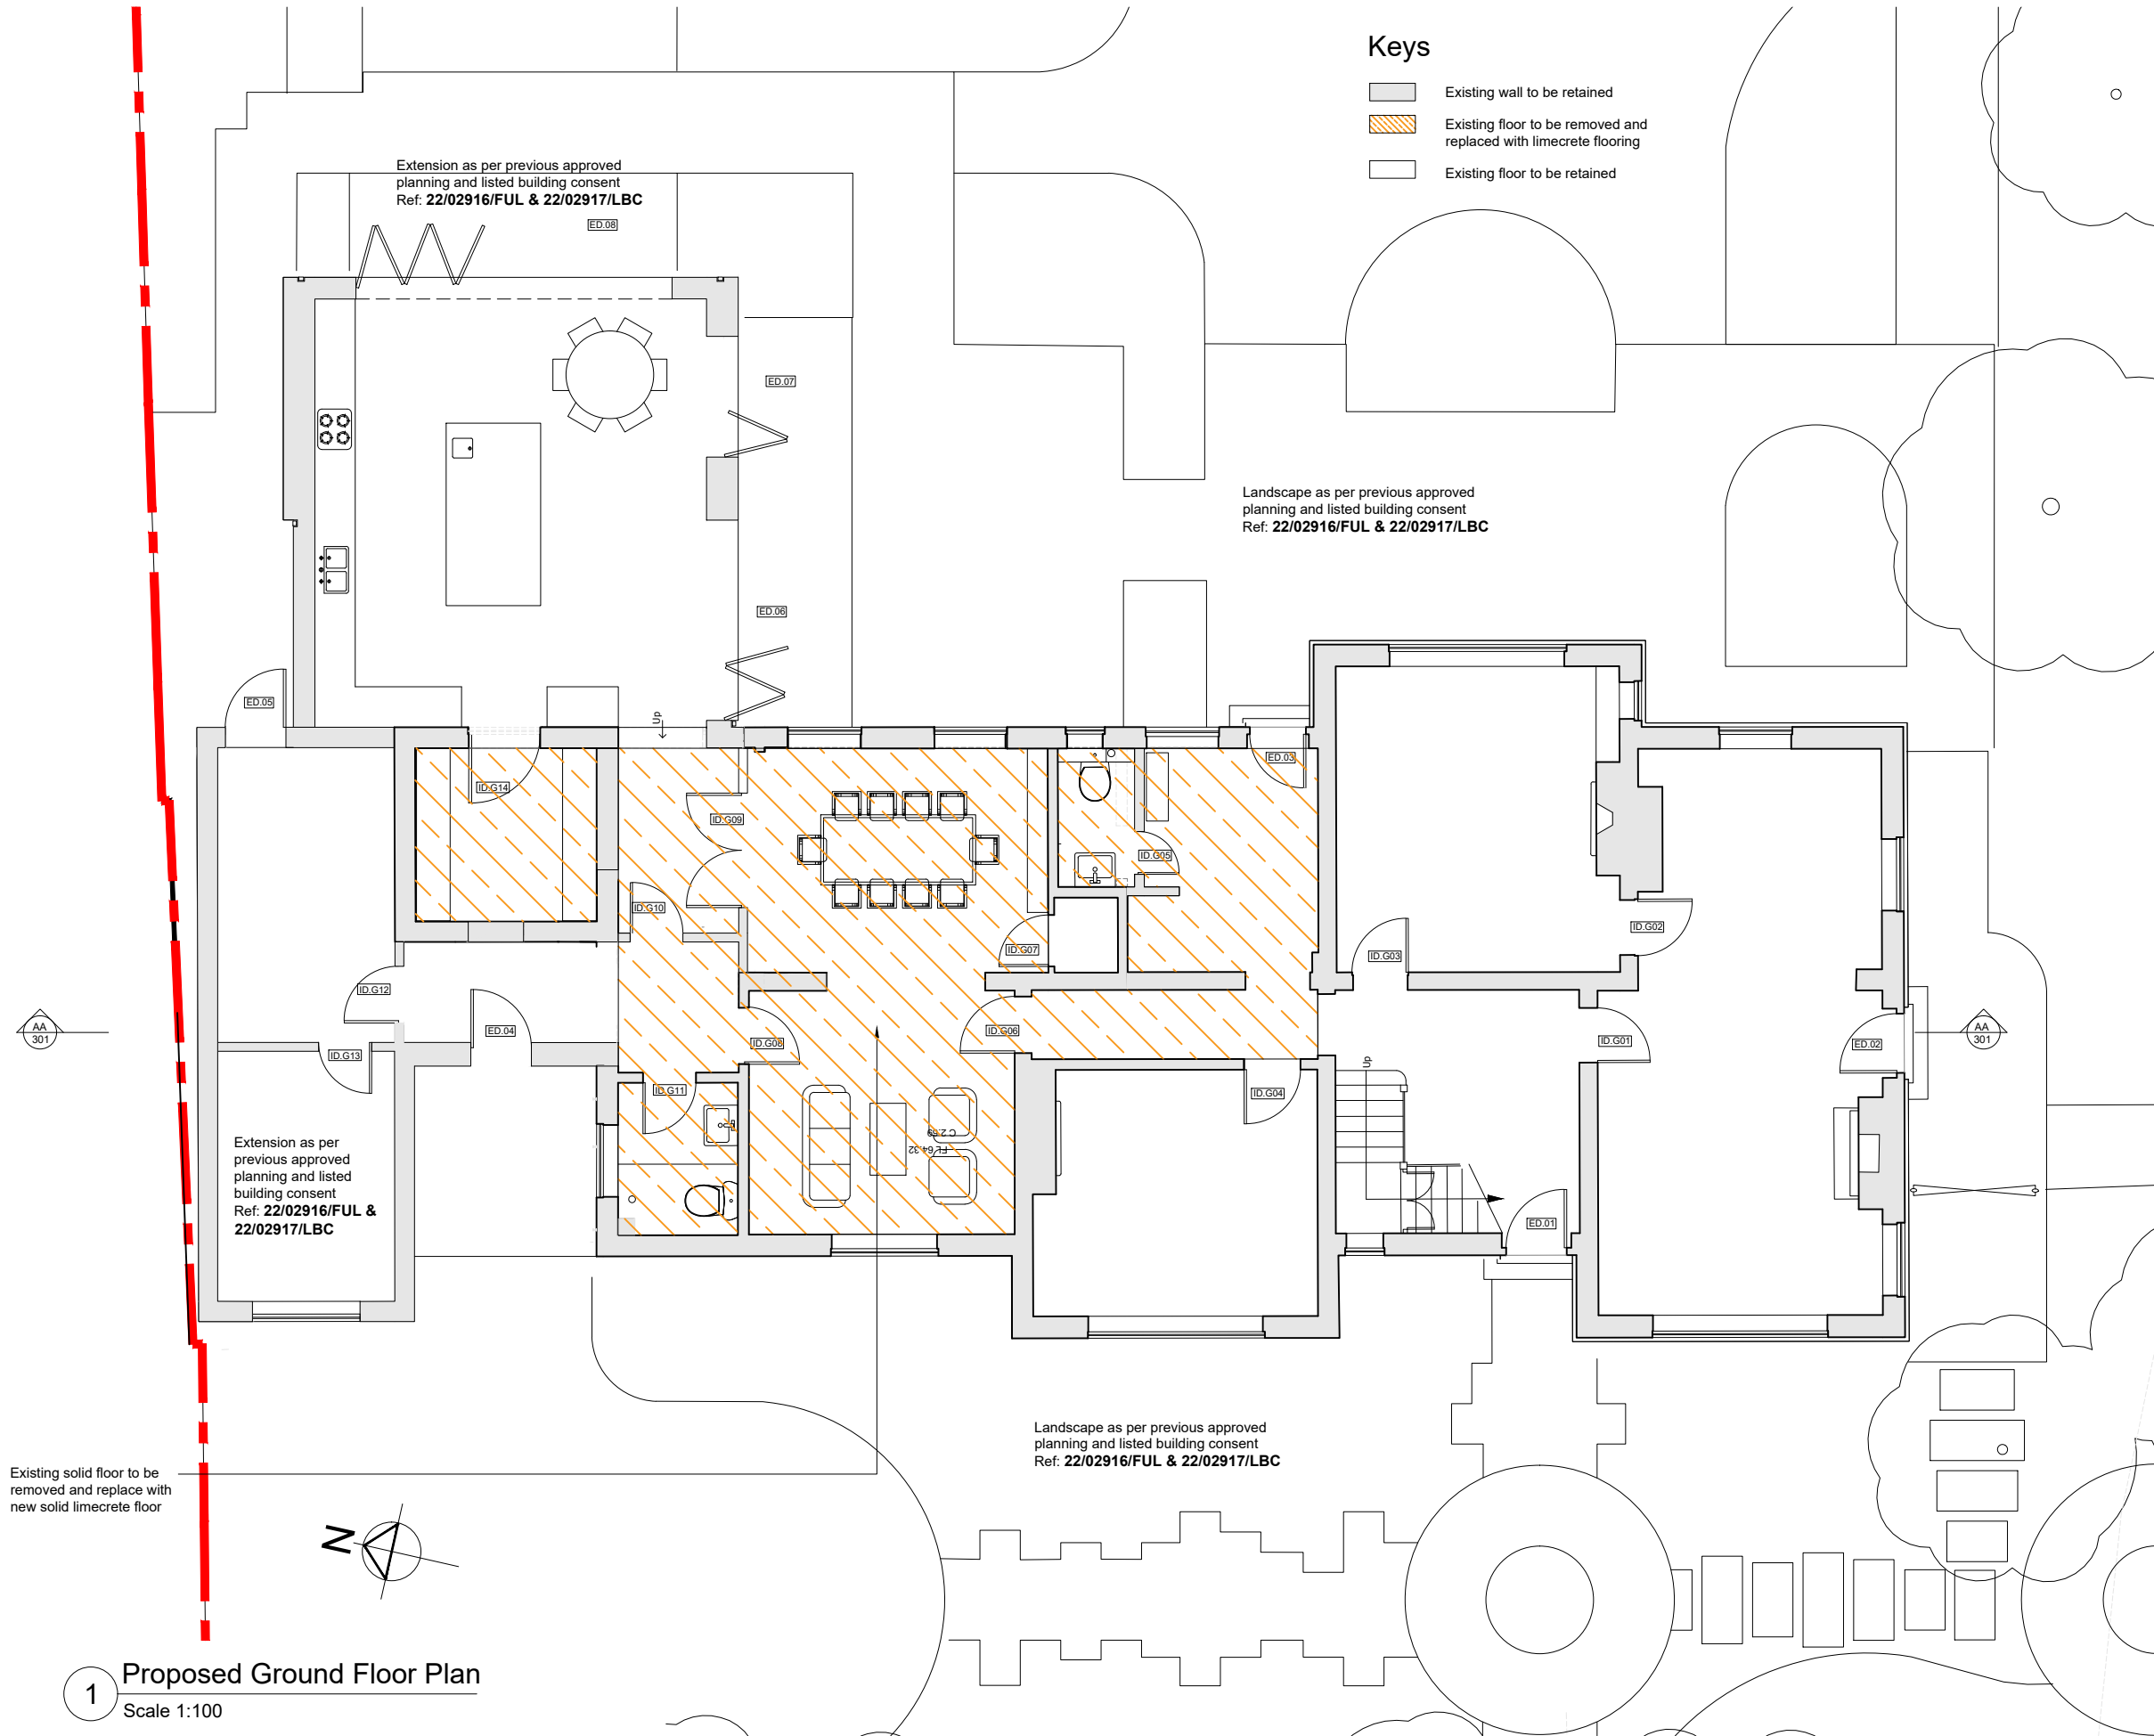 Keys
Existing wall to be retained
Existing floor to be removed and
replaced with limecrete flooring
Existing floor to be retained
Extension as per previous approved
planning and listed building consent
Ref: 22/02916/FUL & 22/02917/LBC
ED.08
ED.07
Landscape as per previous approved
planning and listed building consent
Ref: 22/02916/FUL & 22/02917/LBC
ED.06
ED.05
Up
ED.03
ID.G14
ID.G09
ID.G05
ID.G10
ID.G07
ID.G02
ID.G03
ID.G12
ED.04
ID.G06
ID.G08
ID.G13
ID.G01
ED.02
AA
301
AA
301
Up
ID.G11
ID.G04
C 2.69
FL 64.32
Extension as per
previous approved
planning and listed
building consent
Ref: 22/02916/FUL &
22/02917/LBC
ED.01
Landscape as per previous approved
planning and listed building consent
Ref: 22/02916/FUL & 22/02917/LBC
Existing solid floor to be
removed and replace with
new solid limecrete floor
N
1
Proposed Ground Floor Plan
Scale 1:100